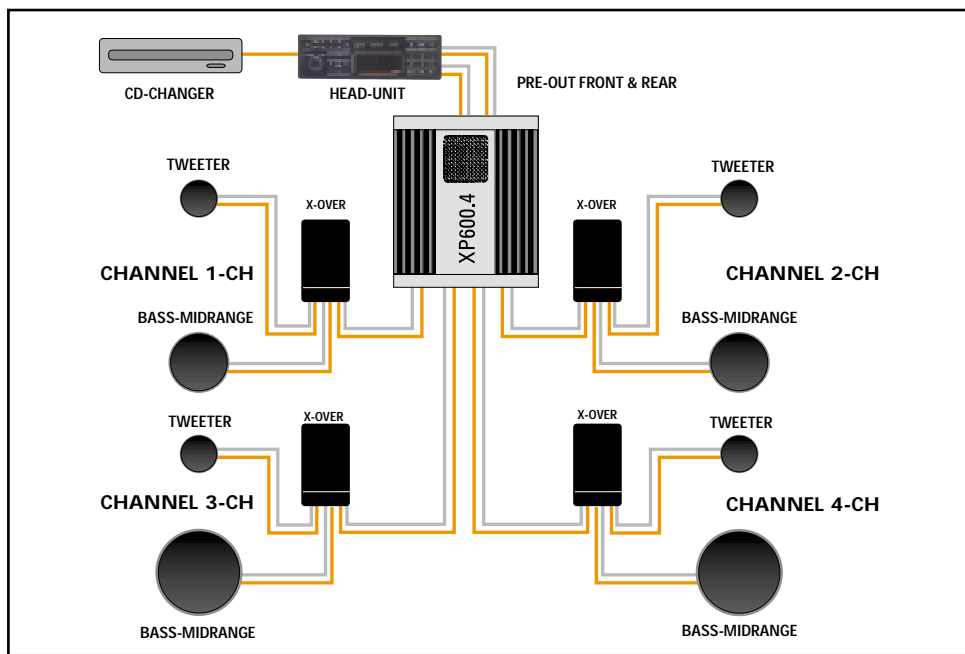 CD-CHANGER
HEAD-UNIT
PRE-OUT FRONT & REAR
TWEETER
X-OVER
XP600.4
X-OVER
TWEETER
CHANNEL 1-CH
CHANNEL 2-CH
BASS-MIDRANGE
BASS-MIDRANGE
TWEETER
X-OVER
X-OVER
TWEETER
CHANNEL 3-CH
CHANNEL 4-CH
BASS-MIDRANGE
BASS-MIDRANGE